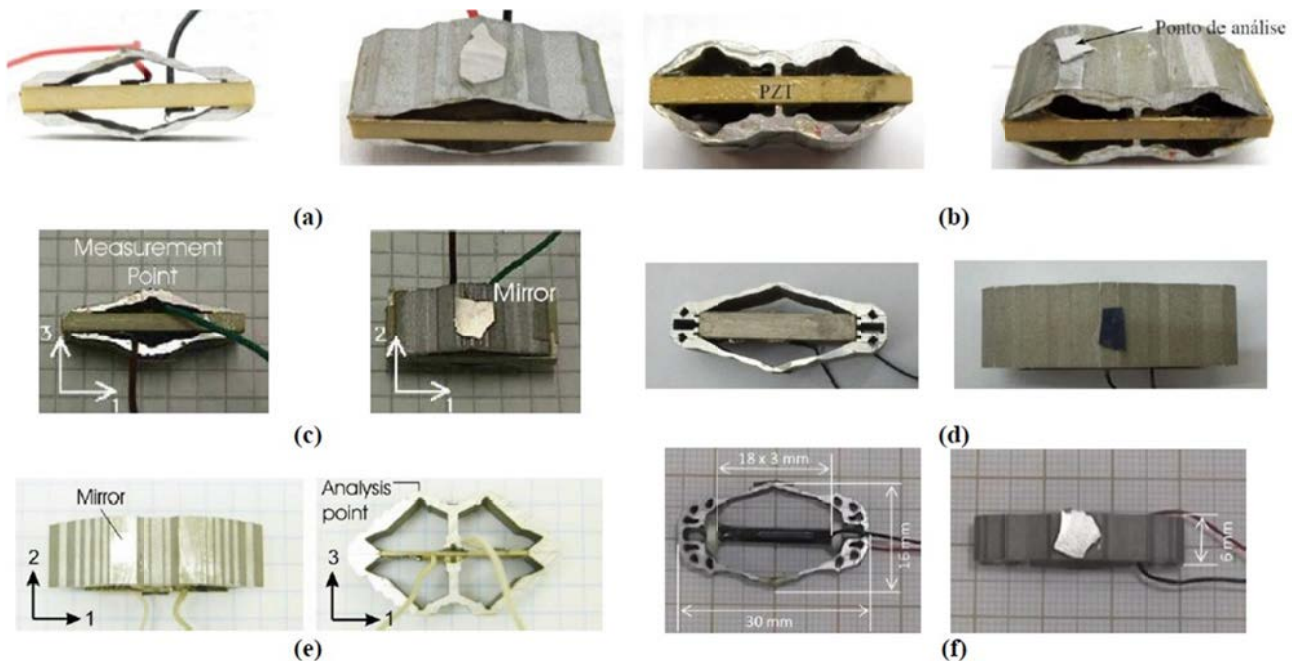 PZT
Ponto de análise
(a)
(b)
Measurement
Point
3
1
Mirror
2
1
(c)
(d)
Mirror
2
1
Analysis
point
3
1
(e)
18 x 3 mm
16 mm
30 mm
6 mm
(f)